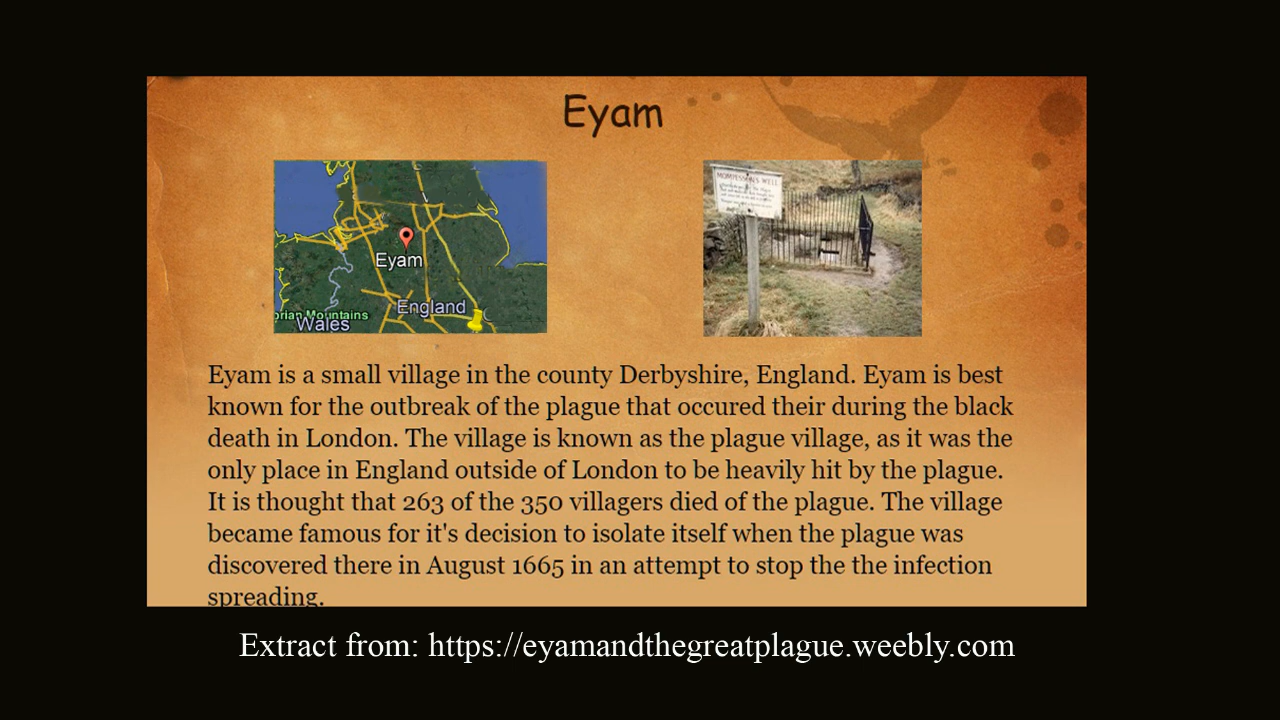 Eyam
Eyam
England
Wales
prian Mountains
MOMPESSON'S WELL
Eyam is a small village in the county Derbyshire, England. Eyam is best
known for the outbreak of the plague that occured their during the black
death in London. The village is known as the plague village, as it was the
only place in England outside of London to be heavily hit by the plague.
It is thought that 263 of the 350 villagers died of the plague. The village
became famous for it's decision to isolate itself when the plague was
discovered there in August 1665 in an attempt to stop the the infection
spreading.
Extract from: https://eyamandthegreatplague.weebly.com